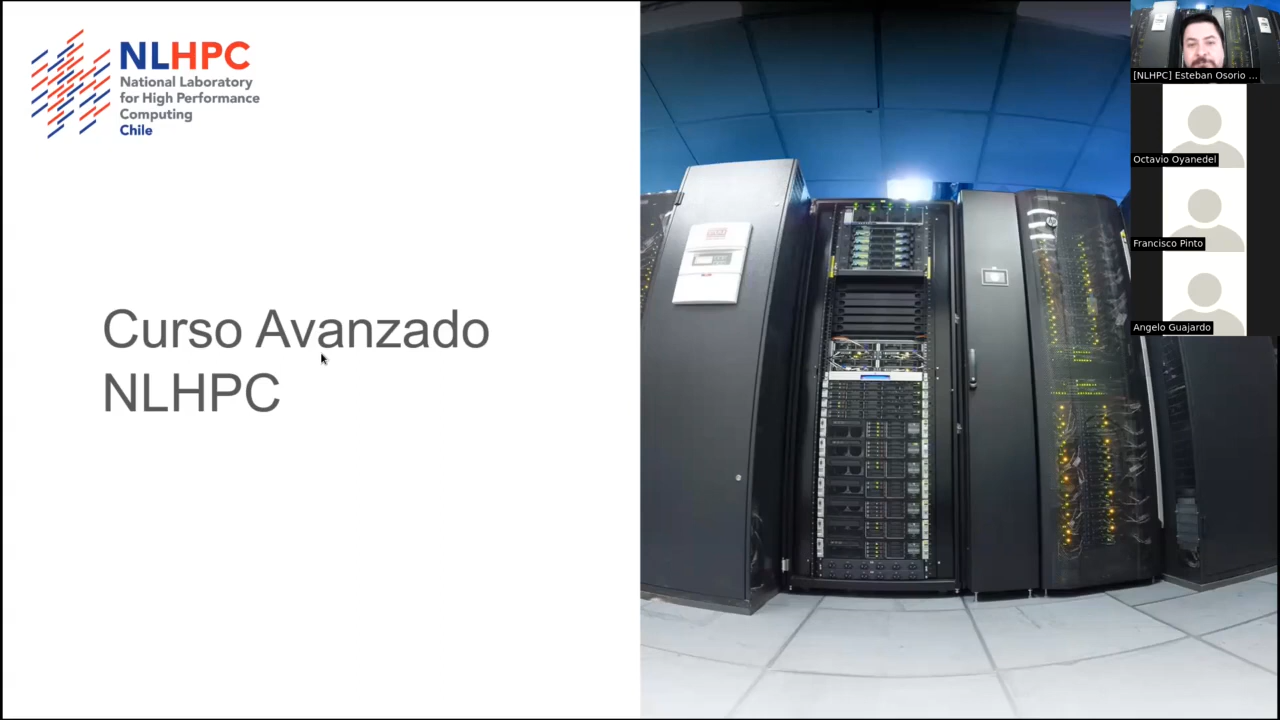 NLHPC
National Laboratory
for High Performance
Computing
Chile
Curso Avanzado
NLHPC
[NLHPC] Esteban Osorio ...
Octavio Oyanedel
Francisco Pinto
Angelo Guajardo